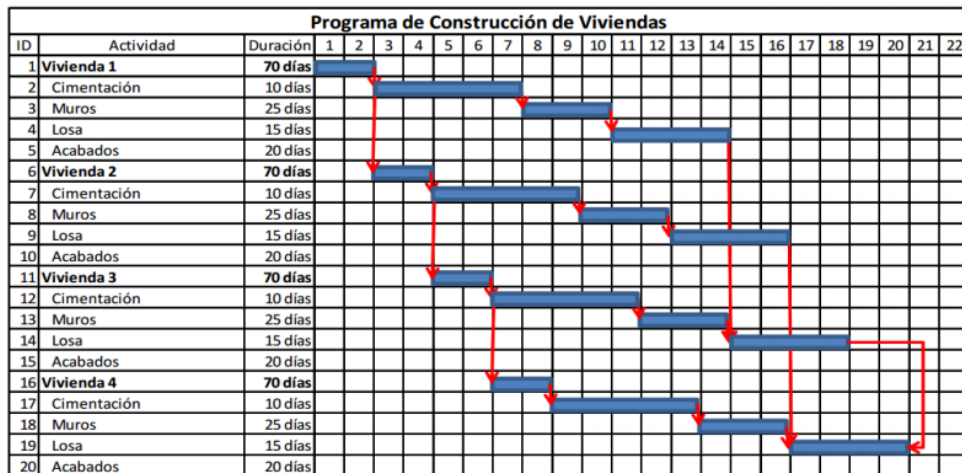 Programa de Construcción de Viviendas
ID Actividad Duración 1 2 3 4 5 6 7 8 9 10 11 12 13 14 15 16 17 18 19 20 21 22
1 Vivienda 1 70 días
2 Cimentación 10 días
3 Muros 25 días
4 Losa 15 días
5 Acabados 20 días
6 Vivienda 2 70 días
7 Cimentación 10 días
8 Muros 25 días
9 Losa 15 días
10 Acabados 20 días
11 Vivienda 3 70 días
12 Cimentación 10 días
13 Muros 25 días
14 Losa 15 días
15 Acabados 20 días
16 Vivienda 4 70 días
17 Cimentación 10 días
18 Muros 25 días
19 Losa 15 días
20 Acabados 20 días